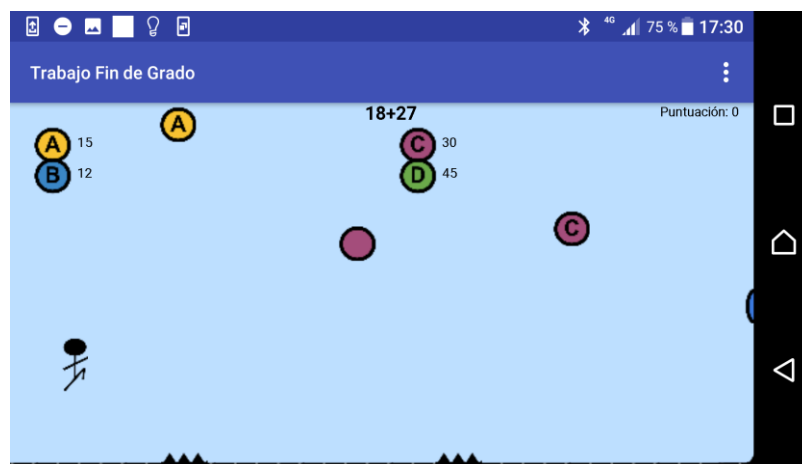 4G 75 % 17:30
Trabajo Fin de Grado
18+27 Puntuación: 0
A
A 15 C 30
B 12 D 45
C